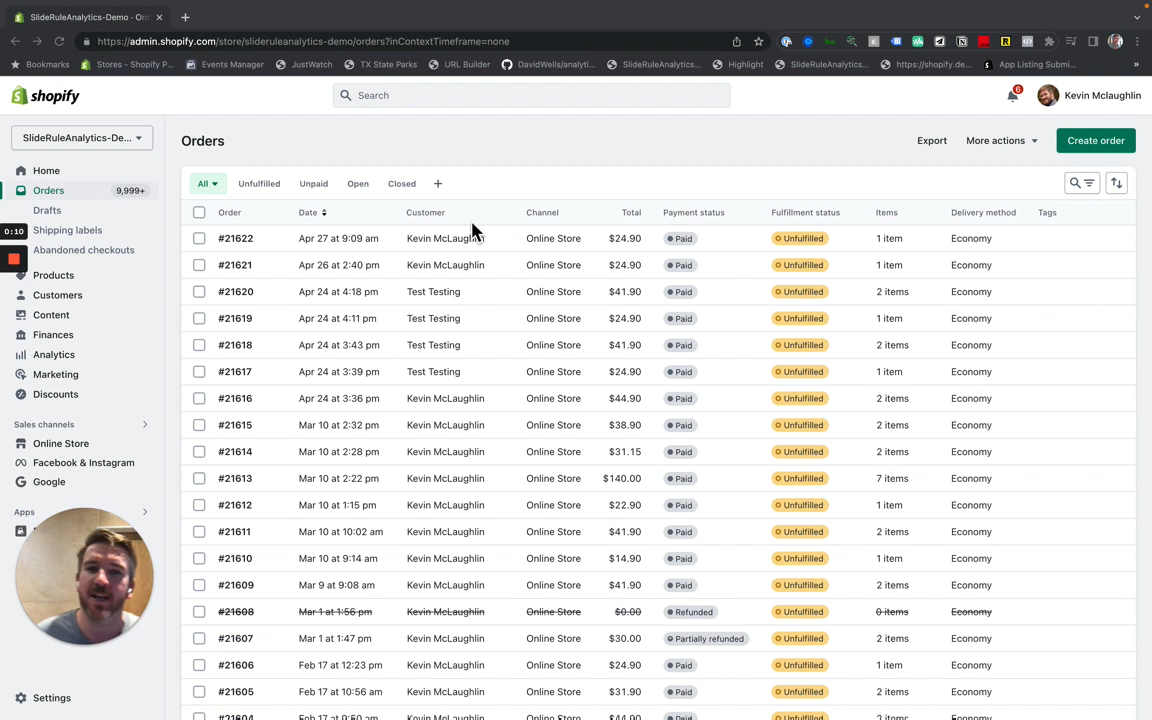 SlideRuleAnalytics-Demo · Ord
https://admin.shopify.com/store/slideruleanalytics-demo/orders?inContextTimeframe=none
Bookmarks Stores - Shopify P... Events Manager JustWatch TX State Parks URL Builder DavidWells/analyti... SlideRuleAnalytics... Highlight SlideRuleAnalytics... https://shopify.de... App Listing Submi... »
shopify Search 6 Kevin Mclaughlin
SlideRuleAnalytics-De...
Home
Orders 9,999+
Drafts
Shipping labels
Abandoned checkouts
0:10
Products
Customers
Content
Finances
Analytics
Marketing
Discounts
Sales channels
Online Store
Facebook & Instagram
Google
Apps
Settings
Orders Export More actions Create order
All Unfulfilled Unpaid Open Closed
Order Date Customer Channel Total Payment status Fulfillment status Items Delivery method Tags
#21622 Apr 27 at 9:09 am Kevin McLaughlin Online Store $24.90 Paid Unfulfilled 1 item Economy
#21621 Apr 26 at 2:40 pm Kevin McLaughlin Online Store $24.90 Paid Unfulfilled 1 item Economy
#21620 Apr 24 at 4:18 pm Test Testing Online Store $41.90 Paid Unfulfilled 2 items Economy
#21619 Apr 24 at 4:11 pm Test Testing Online Store $24.90 Paid Unfulfilled 1 item Economy
#21618 Apr 24 at 3:43 pm Test Testing Online Store $41.90 Paid Unfulfilled 2 items Economy
#21617 Apr 24 at 3:39 pm Test Testing Online Store $24.90 Paid Unfulfilled 1 item Economy
#21616 Apr 24 at 3:36 pm Kevin McLaughlin Online Store $44.90 Paid Unfulfilled 2 items Economy
#21615 Mar 10 at 2:32 pm Kevin McLaughlin Online Store $38.90 Paid Unfulfilled 2 items Economy
#21614 Mar 10 at 2:28 pm Kevin McLaughlin Online Store $31.15 Paid Unfulfilled 2 items Economy
#21613 Mar 10 at 2:22 pm Kevin McLaughlin Online Store $140.00 Paid Unfulfilled 7 items Economy
#21612 Mar 10 at 1:15 pm Kevin McLaughlin Online Store $22.90 Paid Unfulfilled 2 items Economy
#21611 Mar 10 at 10:02 am Kevin McLaughlin Online Store $41.90 Paid Unfulfilled 2 items Economy
#21610 Mar 10 at 9:14 am Kevin McLaughlin Online Store $14.90 Paid Unfulfilled 1 item Economy
#21609 Mar 9 at 9:08 am Kevin McLaughlin Online Store $41.90 Paid Unfulfilled 2 items Economy
#21608 Mar 1 at 1:56 pm Kevin McLaughlin Online Store $0.00 Refunded Unfulfilled 0 items Economy
#21607 Mar 1 at 1:47 pm Kevin McLaughlin Online Store $30.00 Partially refunded Unfulfilled 2 items Economy
#21606 Feb 17 at 12:23 pm Kevin McLaughlin Online Store $24.90 Paid Unfulfilled 1 item Economy
#21605 Feb 17 at 10:56 am Kevin McLaughlin Online Store $31.90 Paid Unfulfilled 2 items Economy
#21604 Feb 17 at 9:50 am Kevin McLaughlin Online Store $44.90 Paid Unfulfilled Economy